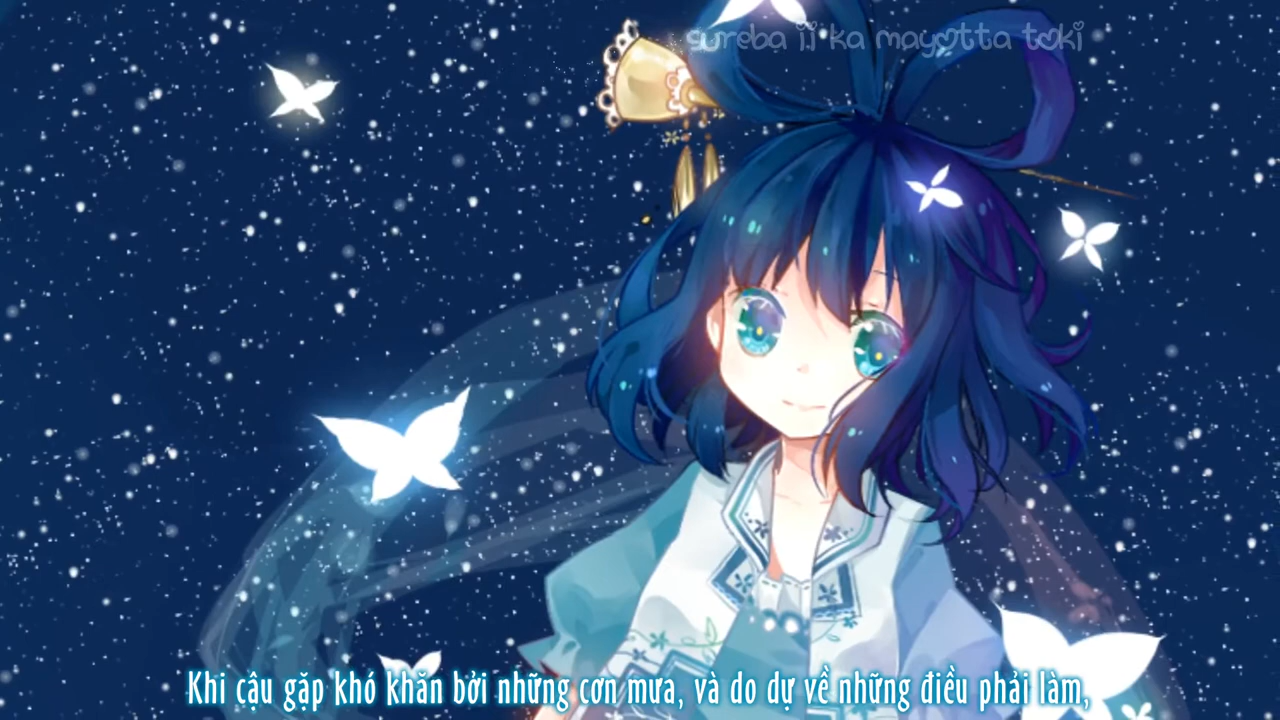 sureba ii ka mayotta toki
Khi cậu gặp khó khăn bởi những cơn mưa, và do dự về những điều phải làm,